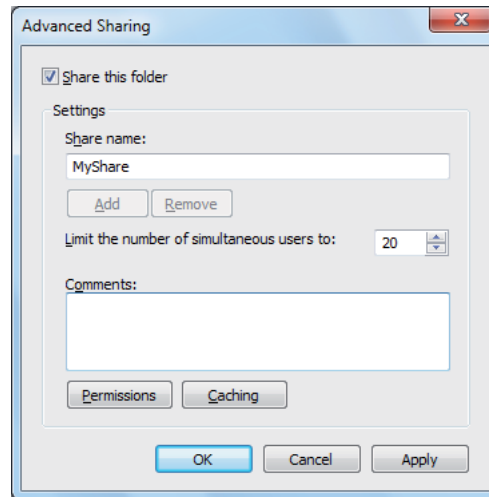 Advanced Sharing
Share this folder
Settings
Share name:
MyShare
Add Remove
Limit the number of simultaneous users to: 20
Comments:
Permissions Caching
OK Cancel Apply